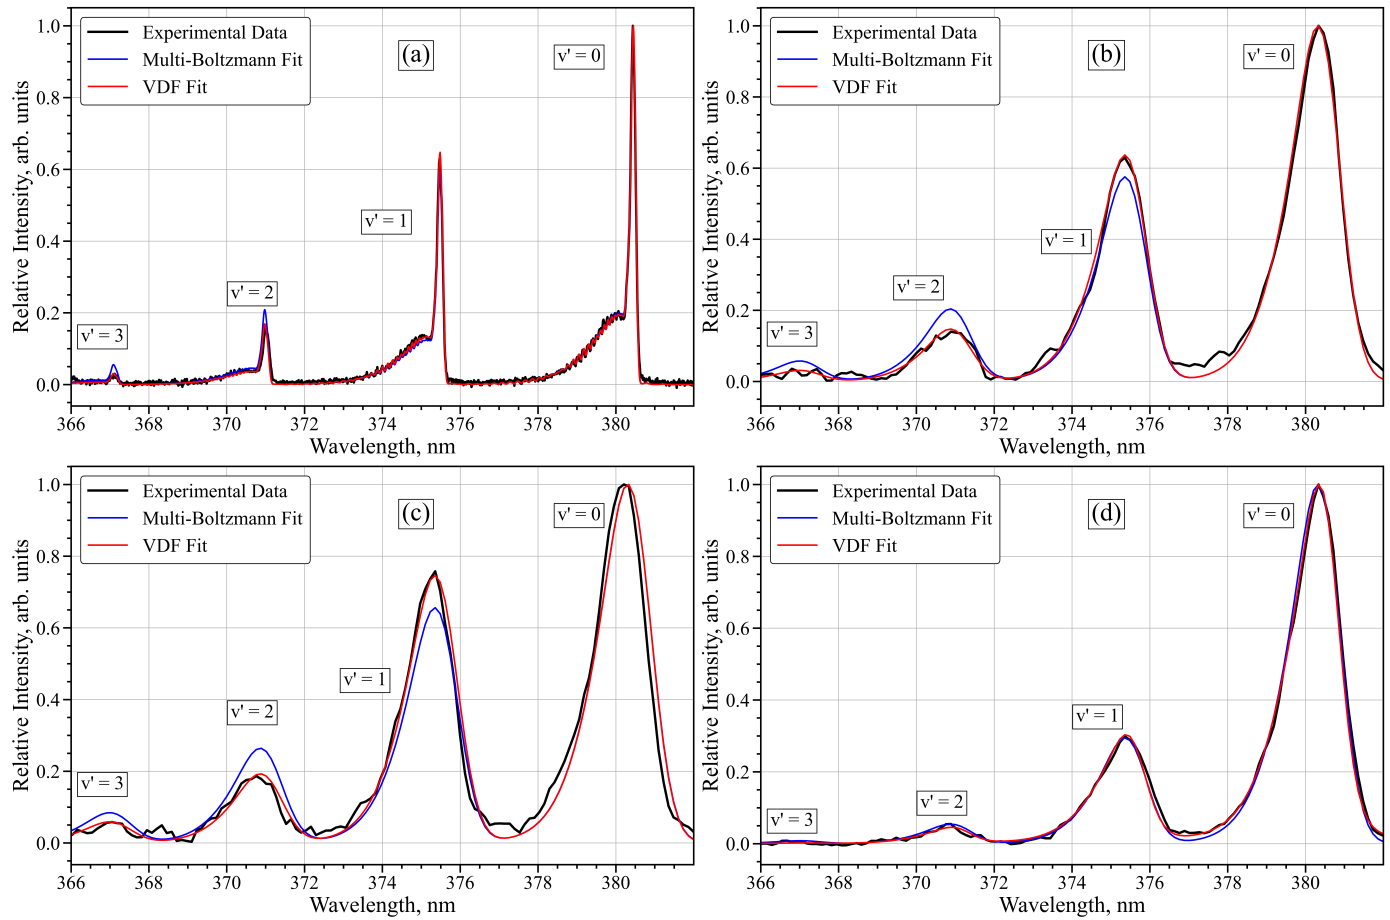 Experimental Data
Multi-Boltzmann Fit
VDF Fit
(a)
v' = 0
v' = 1
v' = 2
v' = 3
1.0
0.8
0.6
0.4
0.2
0.0
Relative Intensity, arb. units
366 368 370 372 374 376 378 380
Wavelength, nm
Experimental Data
Multi-Boltzmann Fit
VDF Fit
(b)
v' = 0
v' = 1
v' = 2
v' = 3
1.0
0.8
0.6
0.4
0.2
0.0
Relative Intensity, arb. units
366 368 370 372 374 376 378 380
Wavelength, nm
Experimental Data
Multi-Boltzmann Fit
VDF Fit
(c)
v' = 0
v' = 1
v' = 2
v' = 3
1.0
0.8
0.6
0.4
0.2
0.0
Relative Intensity, arb. units
366 368 370 372 374 376 378 380
Wavelength, nm
Experimental Data
Multi-Boltzmann Fit
VDF Fit
(d)
v' = 0
v' = 1
v' = 2
v' = 3
1.0
0.8
0.6
0.4
0.2
0.0
Relative Intensity, arb. units
366 368 370 372 374 376 378 380
Wavelength, nm